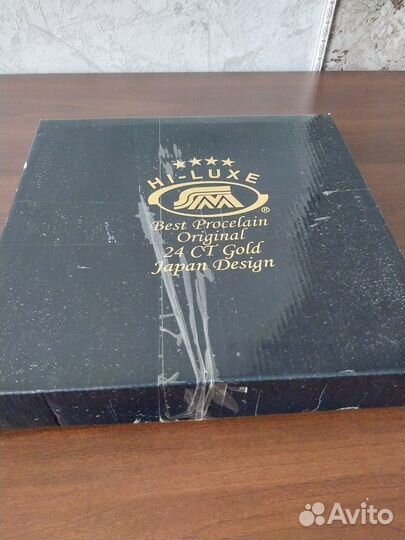 HI-LUXE
SM
®
Best Procelain
Original
24 CT Gold
Japan Design
Avito